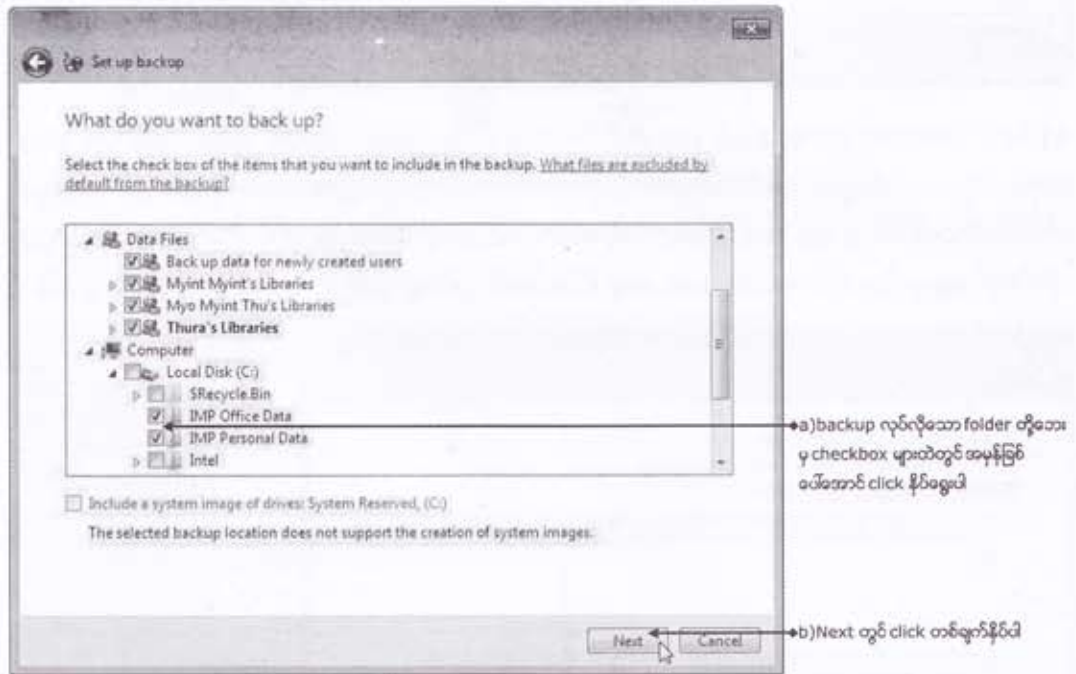 Set up backup
What do you want to back up?
Select the check box of the items that you want to include in the backup. What files are excluded by
default from the backup?
Data Files
Back up data for newly created users
Myint Myint's Libraries
Myo Myint Thu's Libraries
Thura's Libraries
Computer
Local Disk (C:)
$Recycle.Bin
IMP Office Data
IMP Personal Data
Intel
a)backup လုပ်လိုသော folder တို့ဘေး
မှ checkbox များထဲတွင် အမှန်ခြစ်
ပေါ်အောင် click နှိပ်ရွေးပါ
Include a system image of drives: System Reserved, (C:)
The selected backup location does not support the creation of system images.
Next
Cancel
b)Next တွင် click တစ်ချက်နှိပ်ပါ